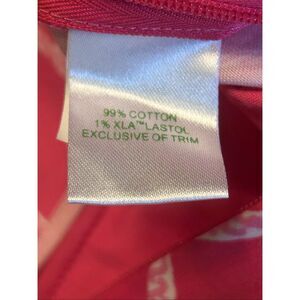 99% COTTON
1% XLA™LASTOL
EXCLUSIVE OF TRIM